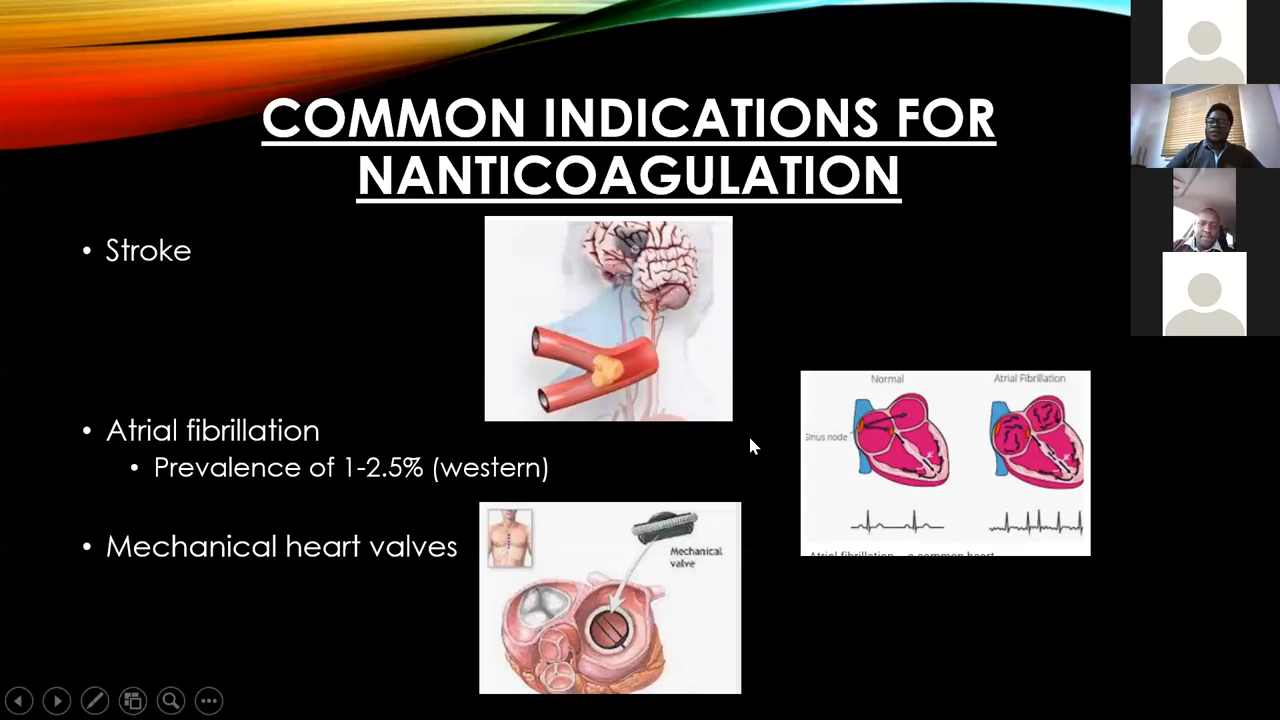 COMMON INDICATIONS FOR
NANTICOAGULATION
• Stroke
• Atrial fibrillation
• Prevalence of 1-2.5% (western)
• Mechanical heart valves
Normal
Atrial Fibrillation
Sinus node
Atrial fibrillation
a common heart
Mechanical
valve